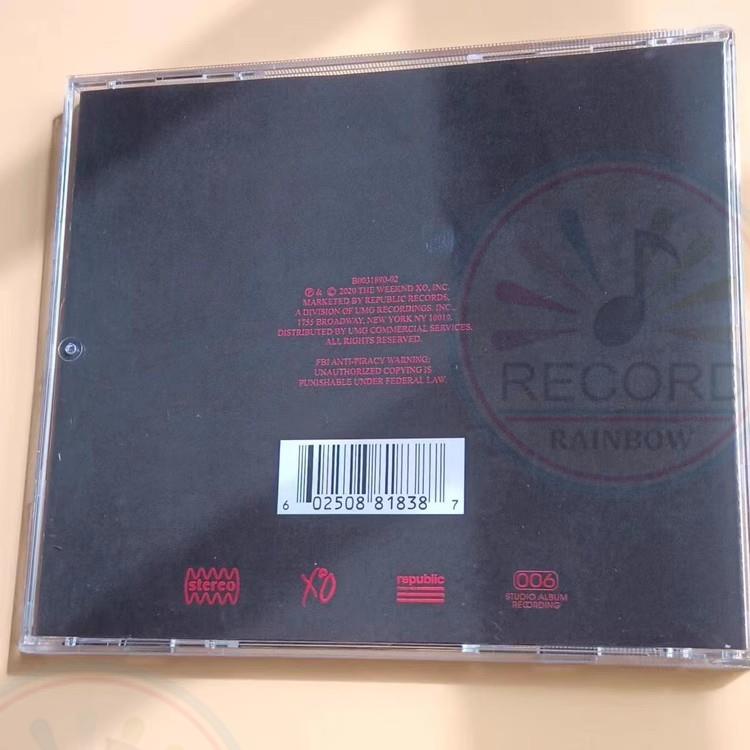 B0031890-02
℗ & © 2020 THE WEEKND XO, INC.
MARKETED BY REPUBLIC RECORDS,
A DIVISION OF UMG RECORDINGS. INC.,
1755 BROADWAY, NEW YORK NY 10019.
DISTRIBUTED BY UMG COMMERCIAL SERVICES.
ALL RIGHTS RESERVED.
FBI ANTI-PIRACY WARNING:
UNAUTHORIZED COPYING IS
PUNISHABLE UNDER FEDERAL LAW.
RECORD
RAINBOW
6 02508 81838 7
stereo
XO
republic
006
STUDIO ALBUM
RECORDING